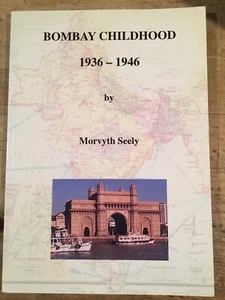 BOMBAY CHILDHOOD
1936 – 1946
by
Morvyth Seely